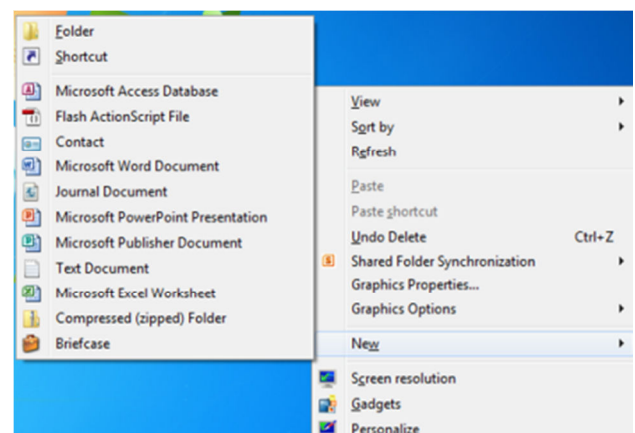 Folder
Shortcut
Microsoft Access Database
Flash ActionScript File
Contact
Microsoft Word Document
Journal Document
Microsoft PowerPoint Presentation
Microsoft Publisher Document
Text Document
Microsoft Excel Worksheet
Compressed (zipped) Folder
Briefcase
View
Sort by
Refresh
Paste
Paste shortcut
Undo Delete Ctrl+Z
Shared Folder Synchronization
Graphics Properties...
Graphics Options
New
Screen resolution
Gadgets
Personalize